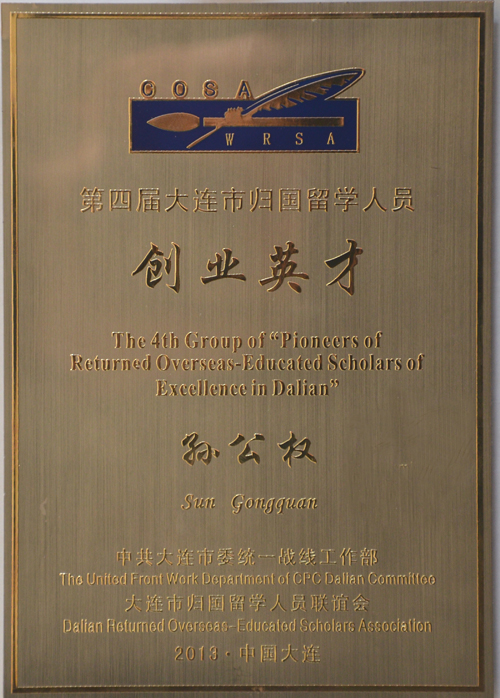 COSA
WRSA
第四届大连市归国留学人员
创业英才
The 4th Group of “Pioneers of
Returned Overseas-Educated Scholars of
Excellence in Dalian”
孙公权
Sun Gongquan
中共大连市委统一战线工作部
The United Front Work Department of CPC Dalian Committee
大连市归国留学人员联谊会
Dalian Returned Overseas-Educated Scholars Association
2013·中国大连